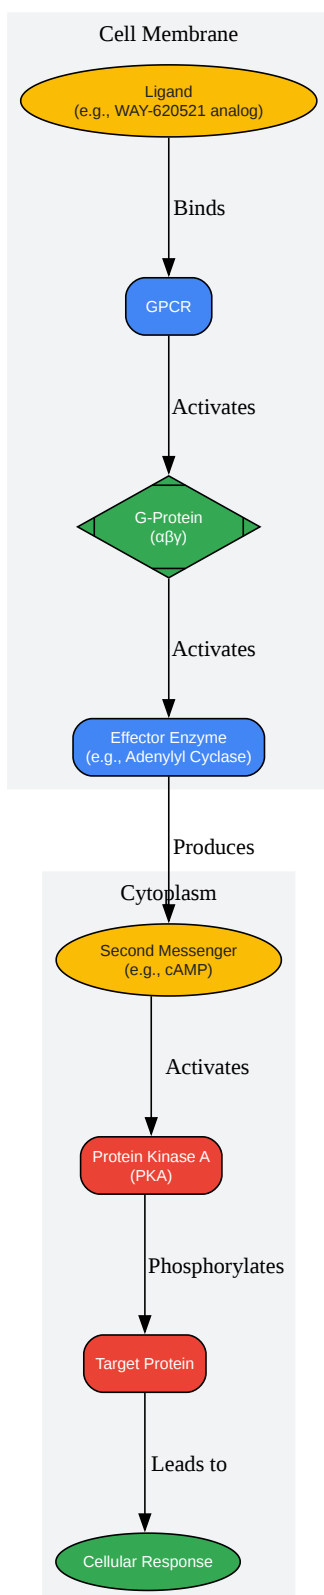 Cell Membrane
Ligand
(e.g., WAY-620521 analog)
Binds
GPCR
Activates
G-Protein
(αβγ)
Activates
Effector Enzyme
(e.g., Adenylyl Cyclase)
Produces
Cytoplasm
Second Messenger
(e.g., cAMP)
Activates
Protein Kinase A
(PKA)
Phosphorylates
Target Protein
Leads to
Cellular Response